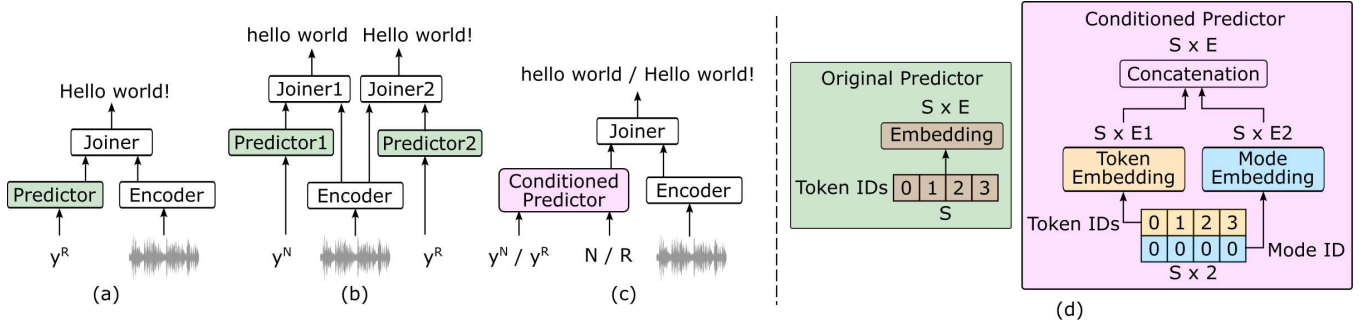 Hello world!
Joiner
Predictor
Encoder
y^R
(a)
hello world Hello world!
Joiner1 Joiner2
Predictor1 Predictor2
Encoder
y^N y^R
(b)
hello world / Hello world!
Joiner
Conditioned
Predictor
Encoder
y^N / y^R N / R
(c)
Original Predictor
S x E
Embedding
Token IDs 0 1 2 3
S
Conditioned Predictor
S x E
Concatenation
S x E1 S x E2
Token
Embedding
Mode
Embedding
Token IDs 0 1 2 3
0 0 0 0 Mode ID
S x 2
(d)